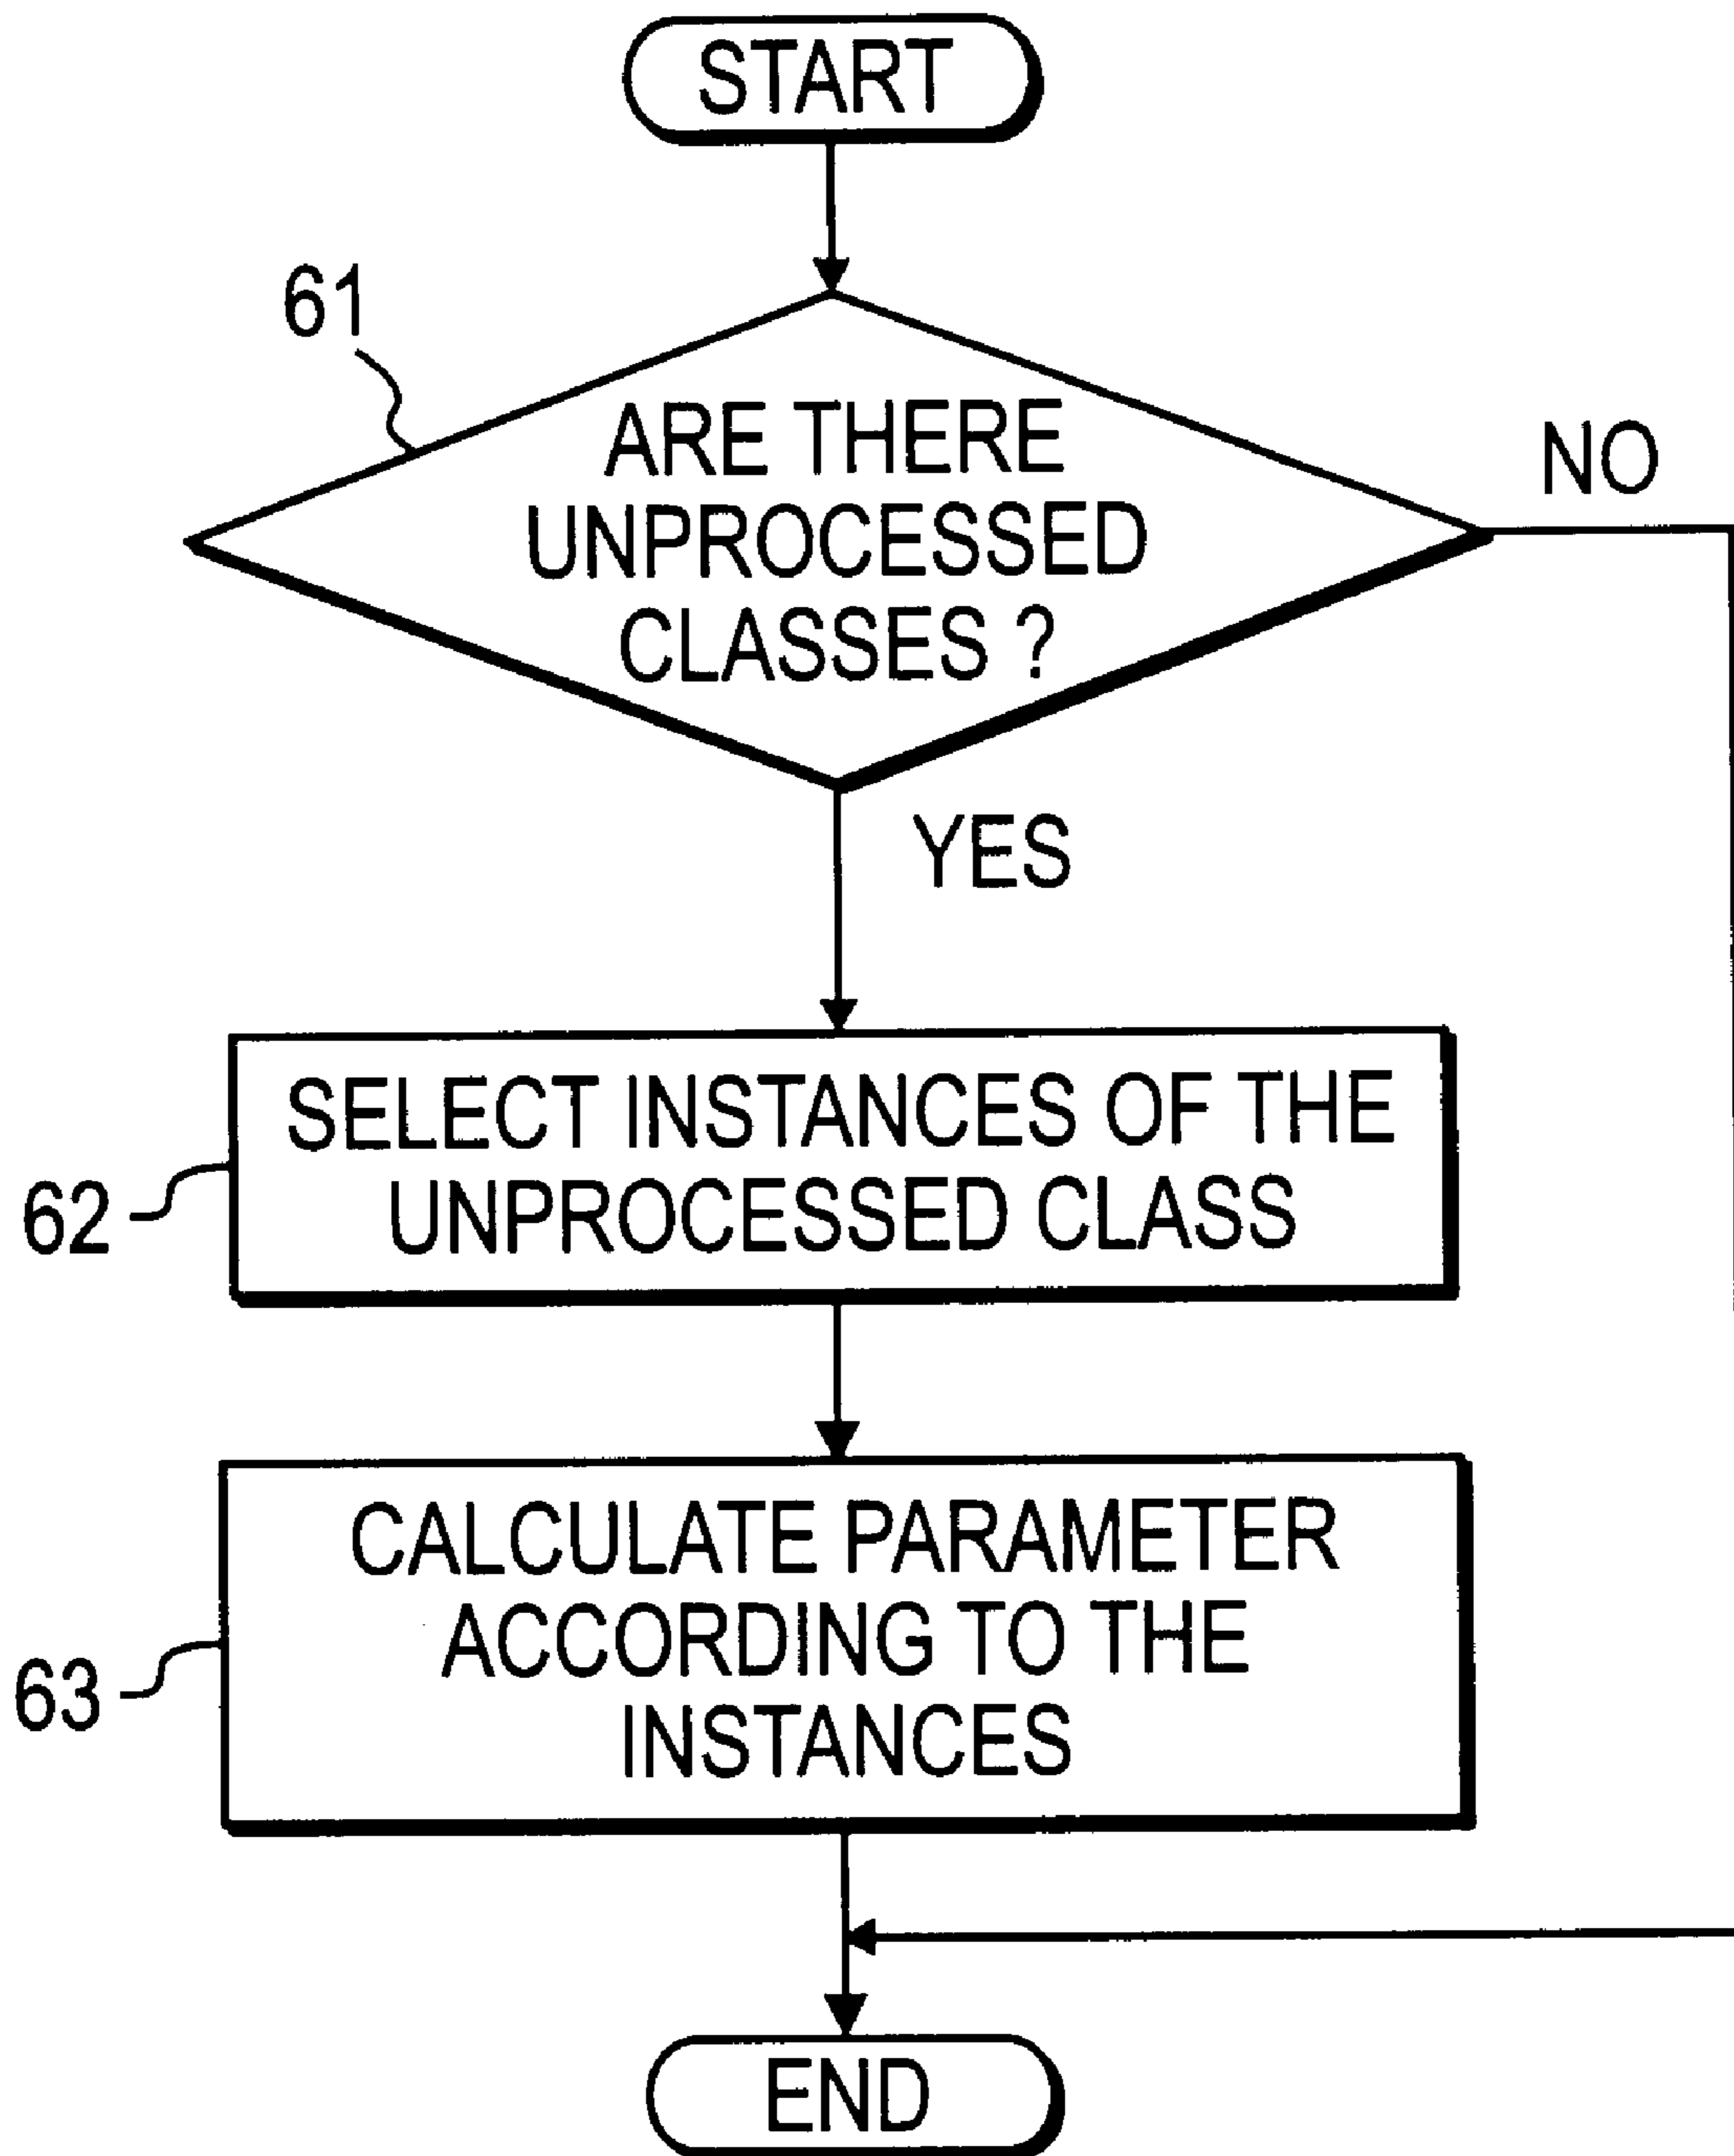 START
61
ARE THERE
UNPROCESSED
CLASSES ?
NO
YES
SELECT INSTANCES OF THE
UNPROCESSED CLASS
62
CALCULATE PARAMETER
ACCORDING TO THE
INSTANCES
63
END